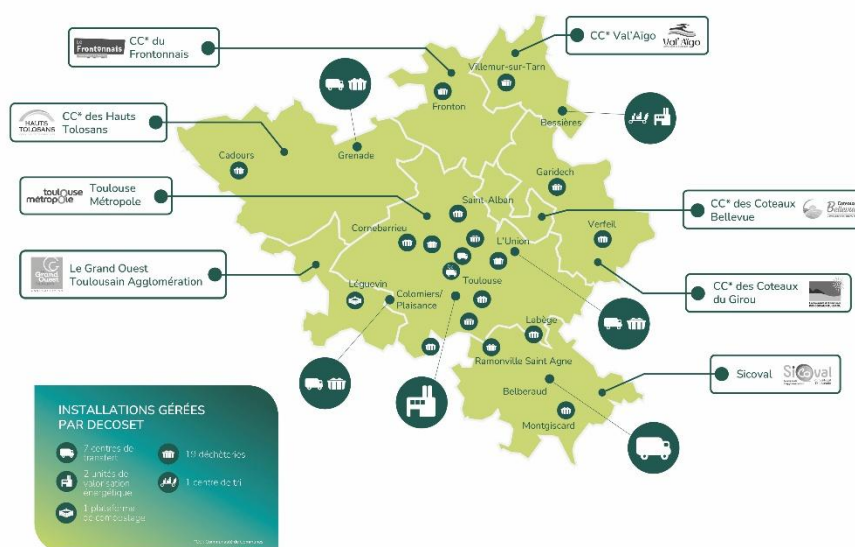 Frontonnais
CC* du
Frontonnais
CC* Val'Aïgo
Val'Aïgo
HAUTS
TOLOSANS
CC* des Hauts
Tolosans
toulouse
métropole
Toulouse
Métropole
Grand Ouest
Le Grand Ouest
Toulousain Agglomération
CC* des Coteaux
Bellevue
Coteaux
Bellevue
CC* des Coteaux
du Girou
Sicoval
Sicoval
Villemur-sur-Tarn
Fronton
Bessières
Grenade
Cadours
Garidech
Saint-Alban
Cornebarrieu
L'Union
Verfeil
Léguevin
Colomiers/
Plaisance
Toulouse
Labège
Ramonville Saint Agne
Belberaud
Montgiscard
INSTALLATIONS GÉRÉES
PAR DECOSET
7 centres de
transfert
2 unités de
valorisation
énergétique
1 plateforme
de compostage
19 déchèteries
1 centre de tri